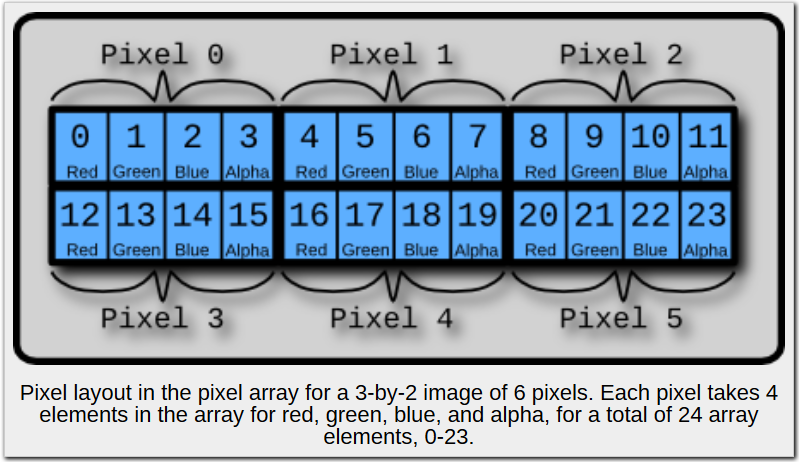 Pixel 0 Pixel 1 Pixel 2
0 1 2 3 4 5 6 7 8 9 10 11
Red Green Blue Alpha Red Green Blue Alpha Red Green Blue Alpha
12 13 14 15 16 17 18 19 20 21 22 23
Red Green Blue Alpha Red Green Blue Alpha Red Green Blue Alpha
Pixel 3 Pixel 4 Pixel 5
Pixel layout in the pixel array for a 3-by-2 image of 6 pixels. Each pixel takes 4
elements in the array for red, green, blue, and alpha, for a total of 24 array
elements, 0-23.